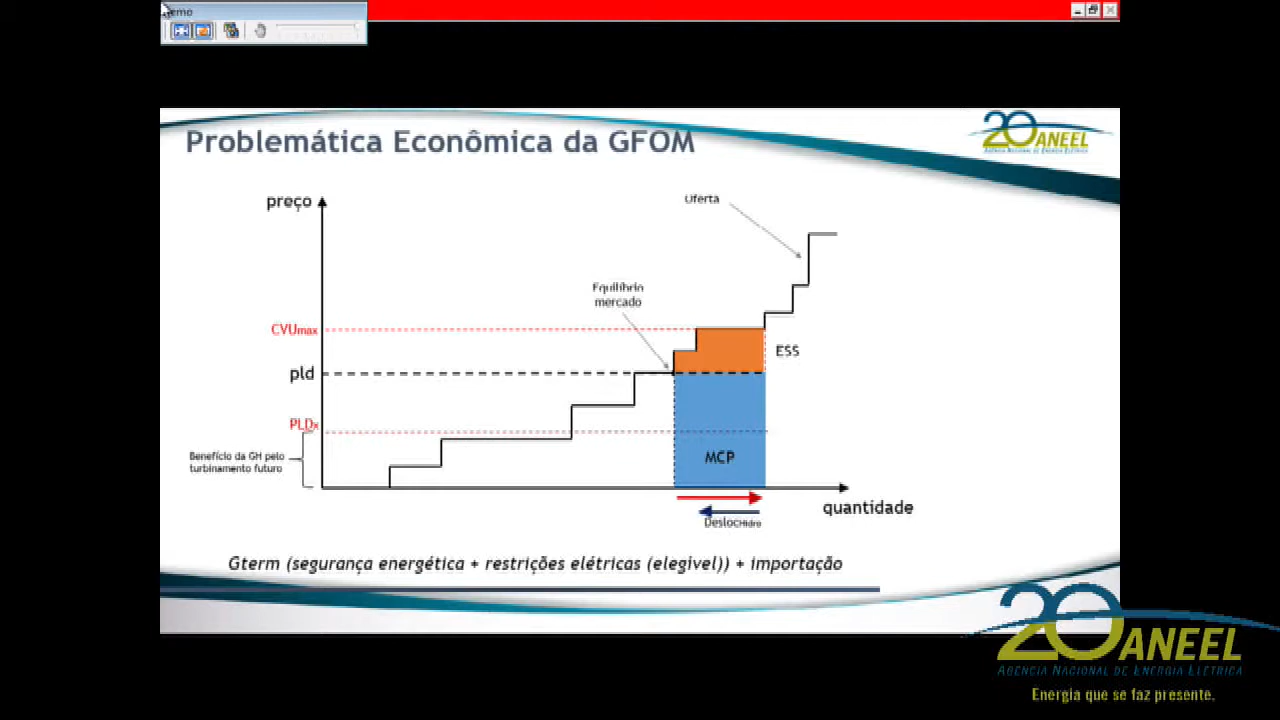 emo
Problemática Econômica da GFOM
20 ANEEL
AGÊNCIA NACIONAL DE ENERGIA ELÉTRICA
preço
Oferta
Equilíbrio
mercado
CVUmax
ESS
pld
PLDx
Benefício da GH pelo
turbinamento futuro
MCP
quantidade
DeslocHidro
Gterm (segurança energética + restrições elétricas (elegível)) + importação
20 ANEEL
AGÊNCIA NACIONAL DE ENERGIA ELÉTRICA
Energia que se faz presente.